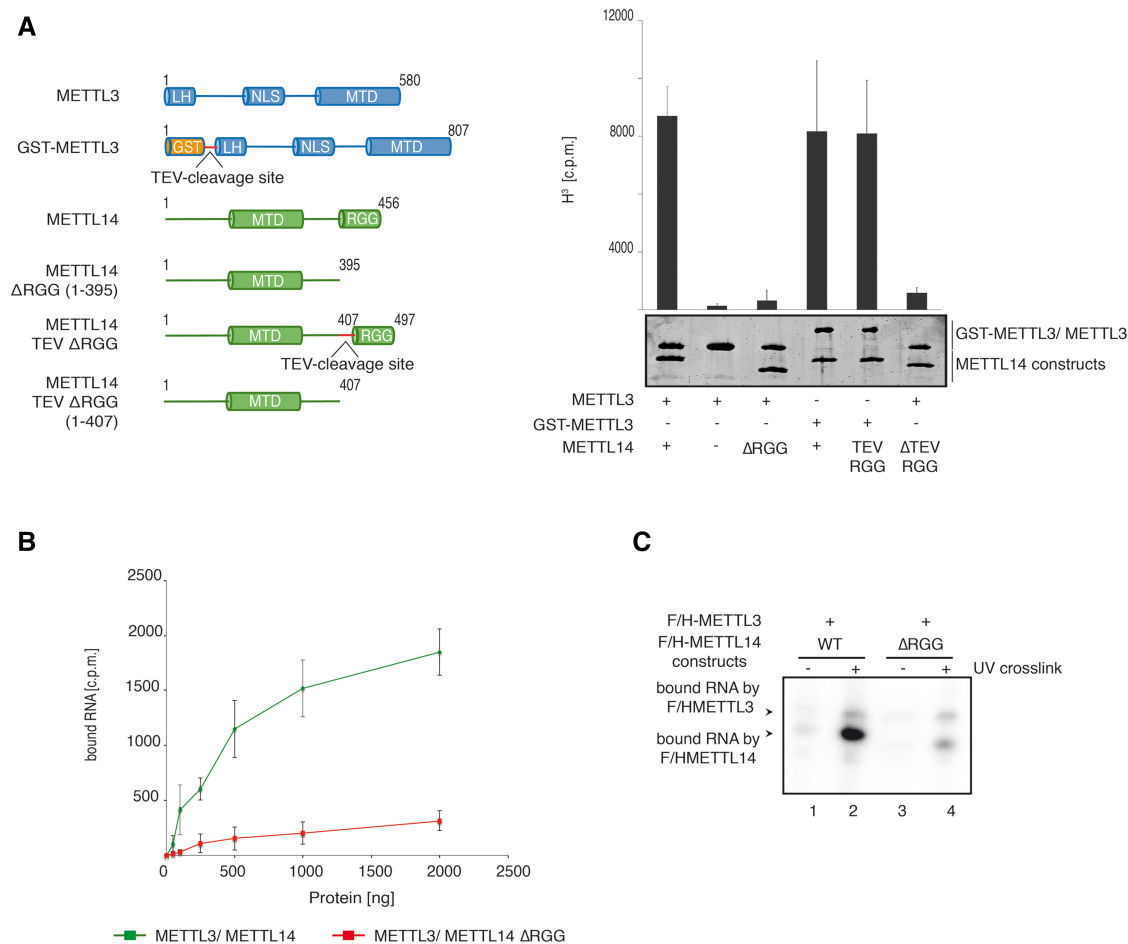 A
METTL3
1
580
LH
NLS
MTD
GST-METTL3
1
807
GST
LH
NLS
MTD
TEV-cleavage site
METTL14
1
456
MTD
RGG
METTL14
ΔRGG (1-395)
1
395
MTD
METTL14
TEV ΔRGG
1
407
497
MTD
RGG
TEV-cleavage site
METTL14
TEV ΔRGG
(1-407)
1
407
MTD
12000
8000
4000
H³ [c.p.m.]
GST-METTL3/ METTL3
METTL14 constructs
METTL3 + + + - - +
GST-METTL3 - - - + + -
METTL14 + - ΔRGG + TEV RGG ΔTEV RGG
B
2500
2000
1500
1000
500
bound RNA [c.p.m.]
0 500 1000 1500 2000 2500
Protein [ng]
METTL3/ METTL14
METTL3/ METTL14 ΔRGG
C
F/H-METTL3 + +
F/H-METTL14
constructs
WT ΔRGG
- + - + UV crosslink
bound RNA by
F/HMETTL3
bound RNA by
F/HMETTL14
1 2 3 4